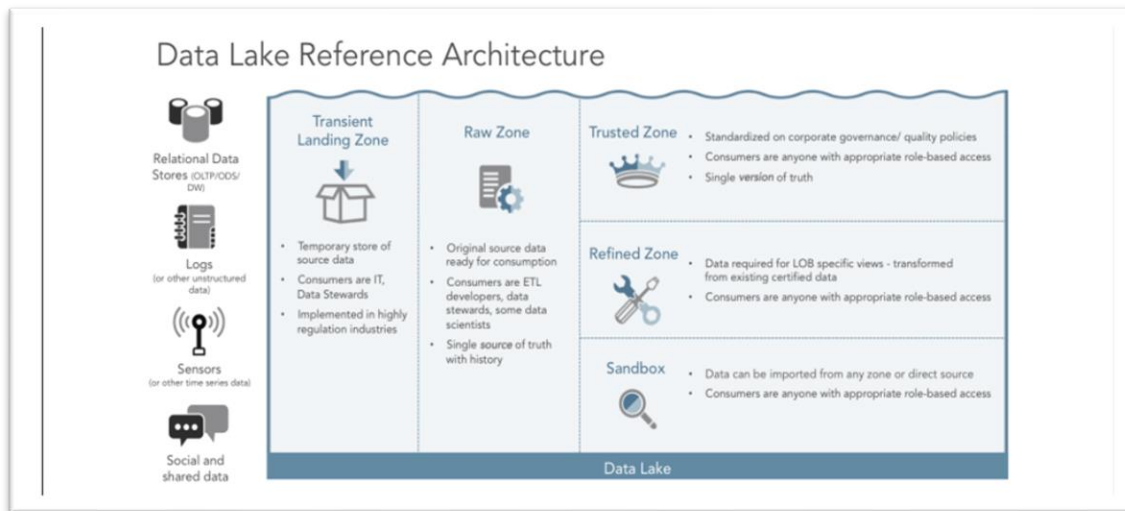 Data Lake Reference Architecture
Relational Data
Stores (OLTP/ODS/
DW)
Logs
(or other unstructured
data)
Sensors
(or other time series data)
Social and
shared data
Transient
Landing Zone
• Temporary store of
source data
• Consumers are IT,
Data Stewards
• Implemented in highly
regulation industries
Raw Zone
• Original source data
ready for consumption
• Consumers are ETL
developers, data
stewards, some data
scientists
• Single source of truth
with history
Trusted Zone
• Standardized on corporate governance/ quality policies
• Consumers are anyone with appropriate role-based access
• Single version of truth
Refined Zone
• Data required for LOB specific views - transformed
from existing certified data
• Consumers are anyone with appropriate role-based access
Sandbox
• Data can be imported from any zone or direct source
• Consumers are anyone with appropriate role-based access
Data Lake